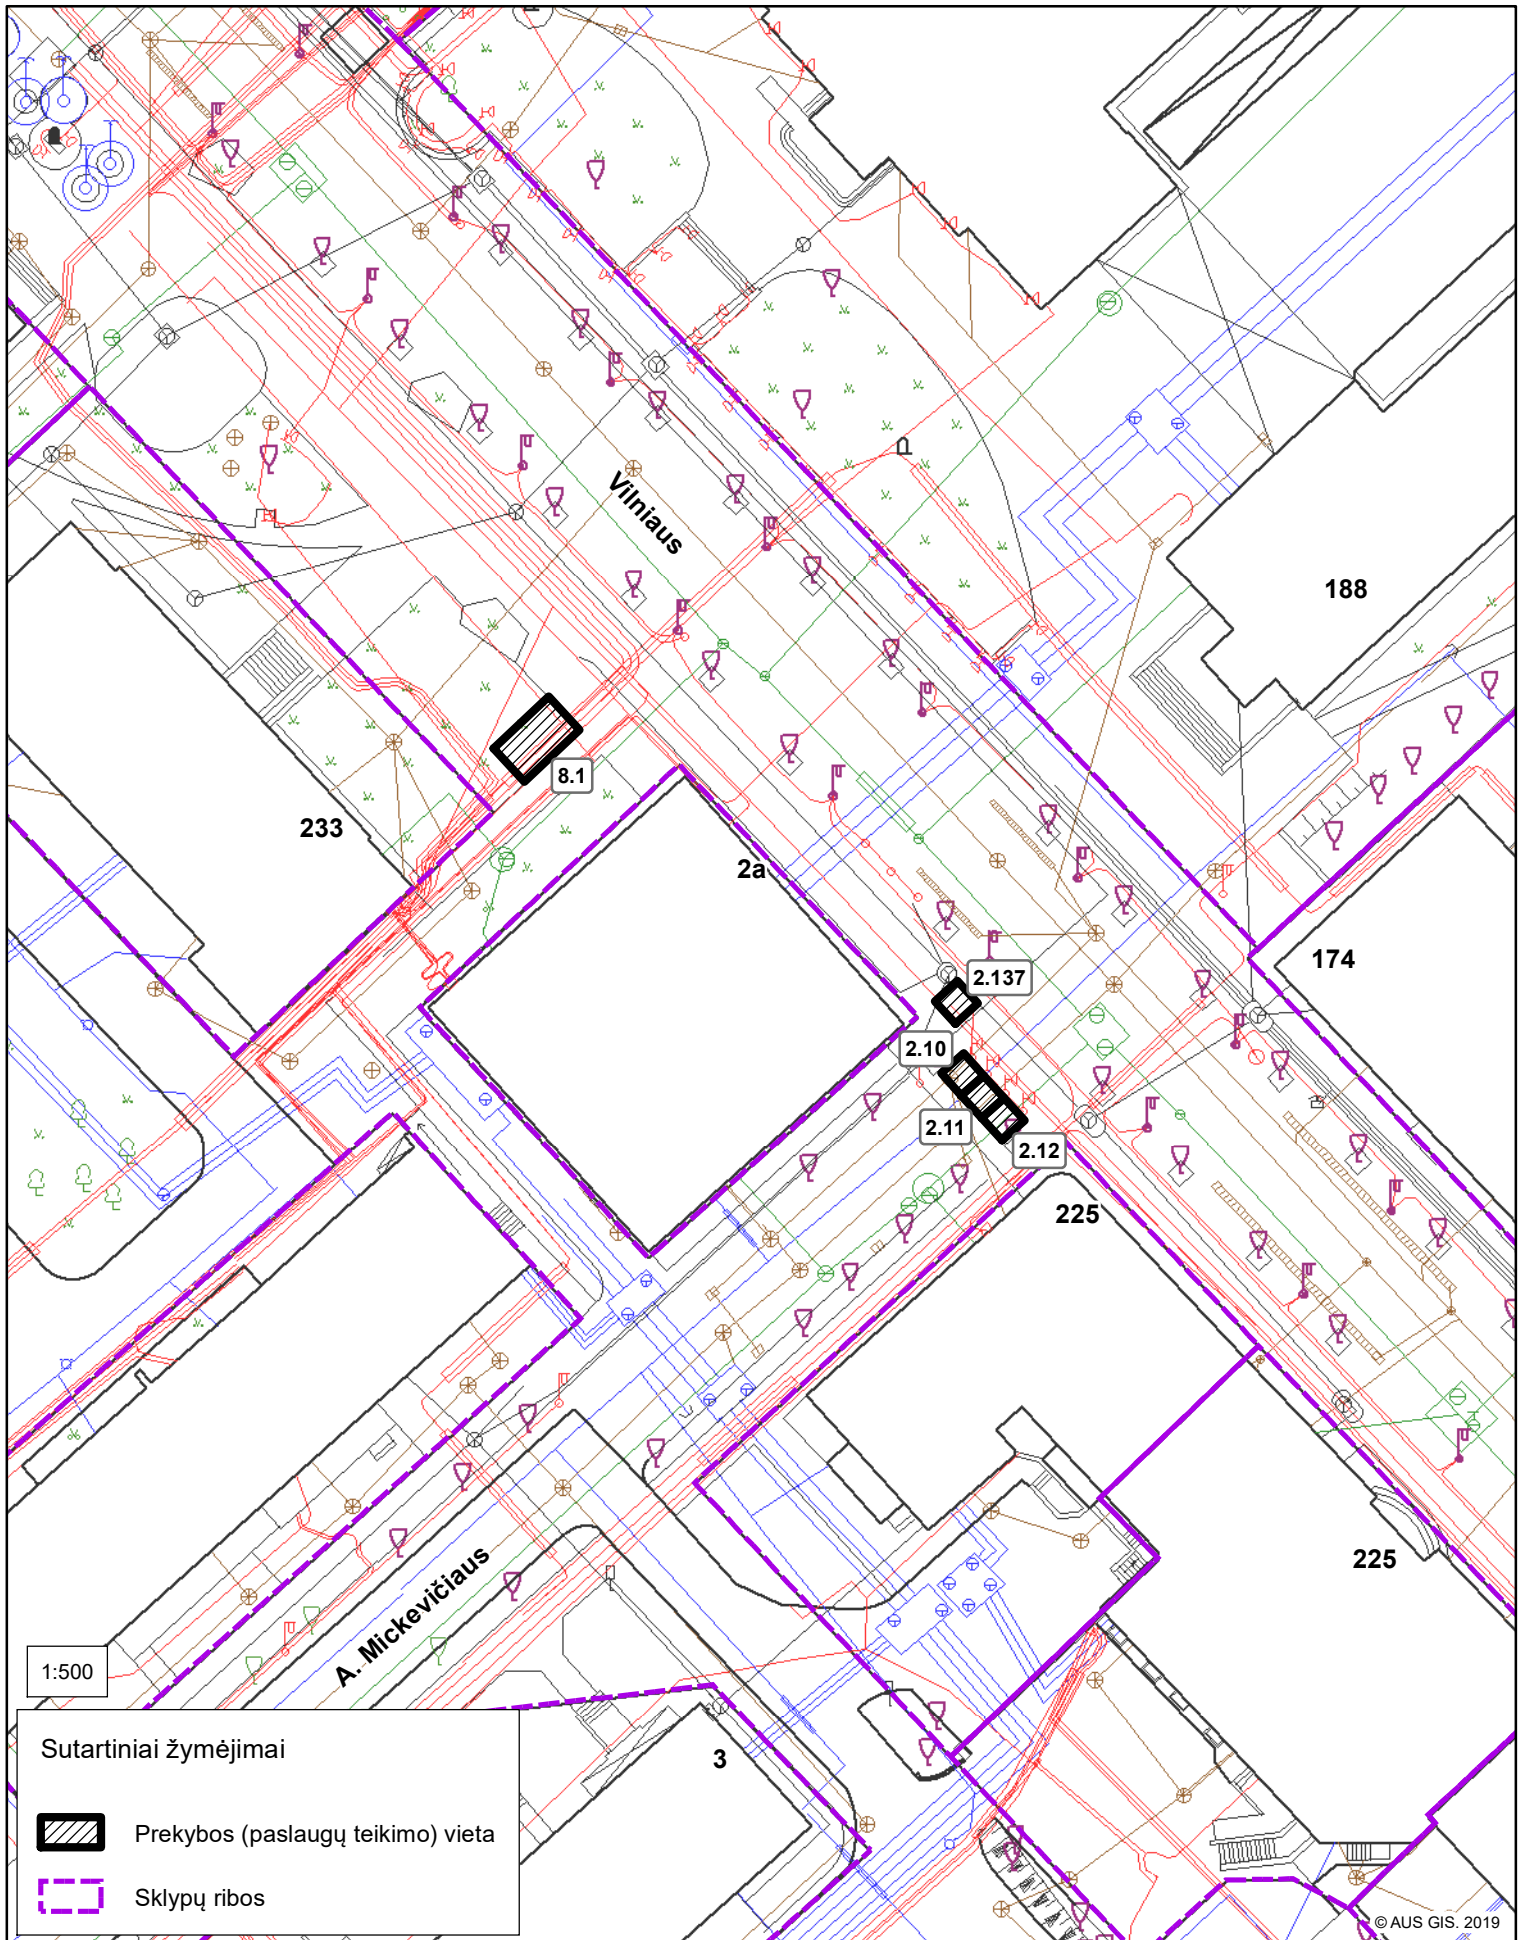 Vilniaus
188
8.1
233
2a
174
2.137
2.10
2.11
2.12
225
225
A. Mickevičiaus
1:500
3
Sutartiniai žymėjimai
Prekybos (paslaugų teikimo) vieta
Sklypų ribos
© AUS GIS. 2019